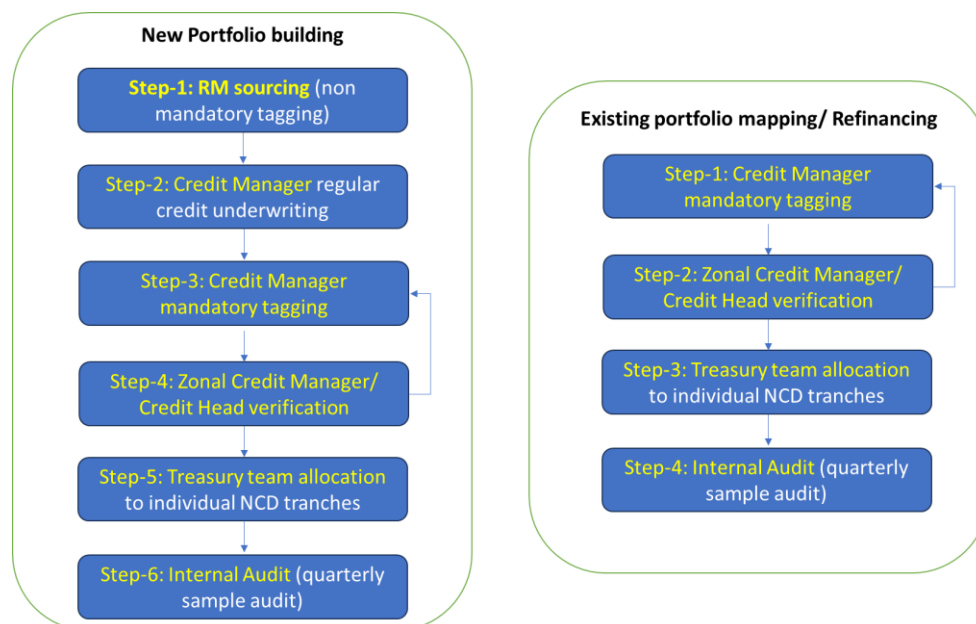 New Portfolio building
Step-1: RM sourcing (non
mandatory tagging)
Step-2: Credit Manager regular
credit underwriting
Step-3: Credit Manager
mandatory tagging
Step-4: Zonal Credit Manager/
Credit Head verification
Step-5: Treasury team allocation
to individual NCD tranches
Step-6: Internal Audit (quarterly
sample audit)
Existing portfolio mapping/ Refinancing
Step-1: Credit Manager
mandatory tagging
Step-2: Zonal Credit Manager/
Credit Head verification
Step-3: Treasury team allocation
to individual NCD tranches
Step-4: Internal Audit (quarterly
sample audit)